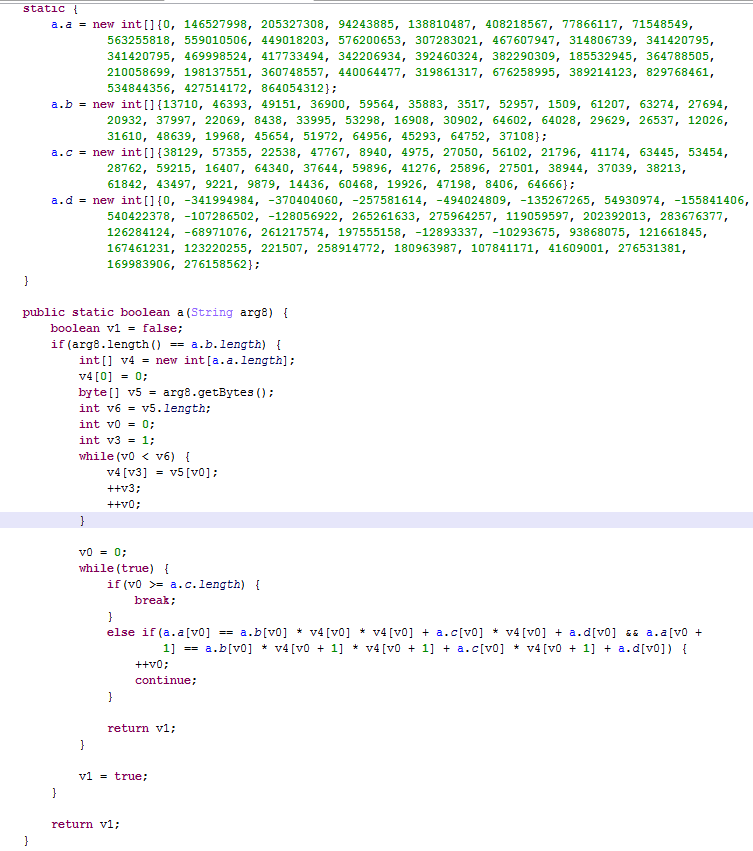 static {
a.a = new int[]{0, 146527998, 205327308, 94243885, 138810487, 408218567, 77866117, 71548549,
563255818, 559010506, 449018203, 576200653, 307283021, 467607947, 314806739, 341420795,
341420795, 469998524, 417733494, 342206934, 392460324, 382290309, 185532945, 364788505,
210058699, 198137551, 360748557, 440064477, 319861317, 676258995, 389214123, 829768461,
534844356, 427514172, 864054312};
a.b = new int[]{13710, 46393, 49151, 36900, 59564, 35883, 3517, 52957, 1509, 61207, 63274, 27694,
20932, 37997, 22069, 8438, 33995, 53298, 16908, 30902, 64602, 64028, 29629, 26537, 12026,
31610, 48639, 19968, 45654, 51972, 64956, 45293, 64752, 37108};
a.c = new int[]{38129, 57355, 22538, 47767, 8940, 4975, 27050, 56102, 21796, 41174, 63445, 53454,
28762, 59215, 16407, 64340, 37644, 59896, 41276, 25896, 27501, 38944, 37039, 38213,
61842, 43497, 9221, 9879, 14436, 60468, 19926, 47198, 8406, 64666};
a.d = new int[]{0, -341994984, -370404060, -257581614, -494024809, -135267265, 54930974, -155841406,
540422378, -107286502, -128056922, 265261633, 275964257, 119059597, 202392013, 283676377,
126284124, -68971076, 261217574, 197555158, -12893337, -10293675, 93868075, 121661845,
167461231, 123220255, 221507, 258914772, 180963987, 107841171, 41609001, 276531381,
169983906, 276158562};
}
public static boolean a(String arg8) {
boolean v1 = false;
if(arg8.length() == a.b.length) {
int[] v4 = new int[a.a.length];
v4[0] = 0;
byte[] v5 = arg8.getBytes();
int v6 = v5.length;
int v0 = 0;
int v3 = 1;
while(v0 < v6) {
v4[v3] = v5[v0];
++v3;
++v0;
}
v0 = 0;
while(true) {
if(v0 >= a.c.length) {
break;
}
else if(a.a[v0] == a.b[v0] * v4[v0] * v4[v0] + a.c[v0] * v4[v0] + a.d[v0] && a.a[v0 +
1] == a.b[v0] * v4[v0 + 1] * v4[v0 + 1] + a.c[v0] * v4[v0 + 1] + a.d[v0]) {
++v0;
continue;
}
return v1;
}
v1 = true;
}
return v1;
}